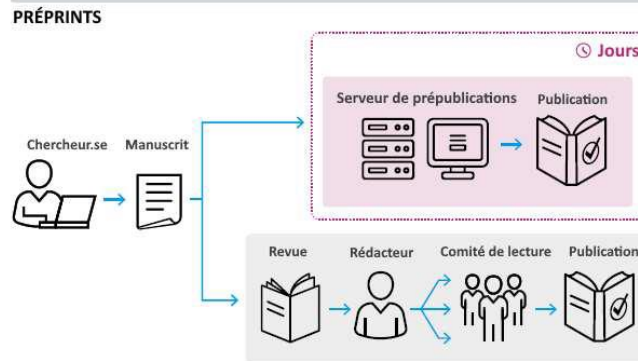 PRÉPRINTS
Jours
Serveur de prépublications
Publication
Chercheur.se
Manuscrit
Revue
Rédacteur
Comité de lecture
Publication